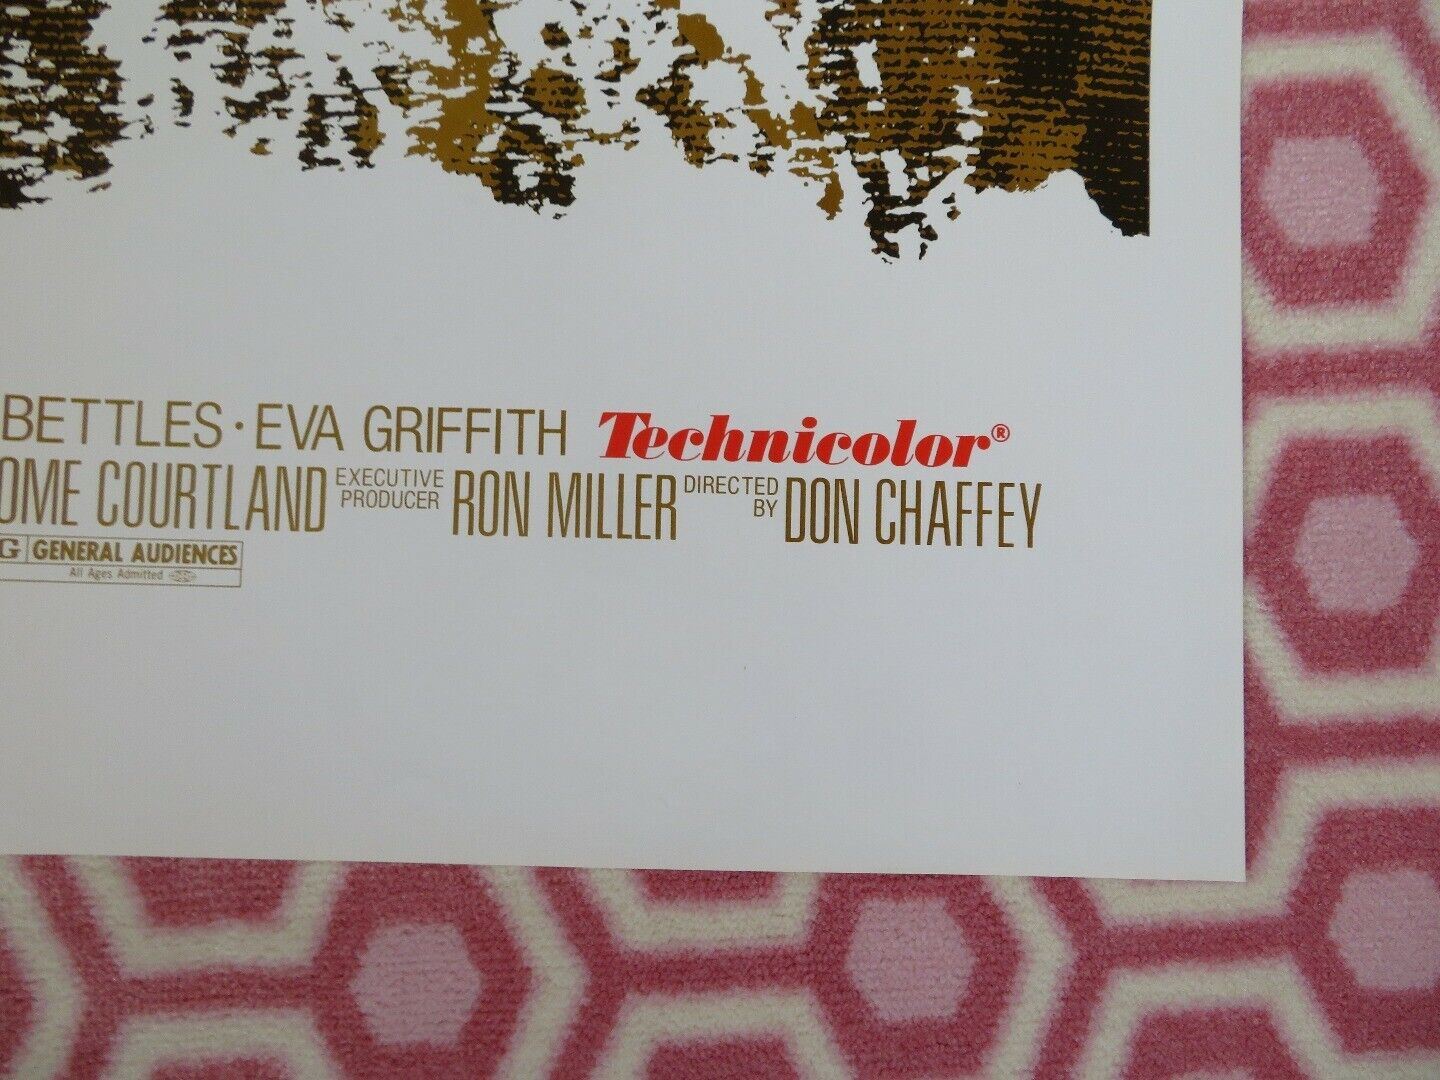 BETTLES · EVA GRIFFITH Technicolor®
OME COURTLAND EXECUTIVE PRODUCER RON MILLER DIRECTED BY DON CHAFFEY
G GENERAL AUDIENCES
All Ages Admitted